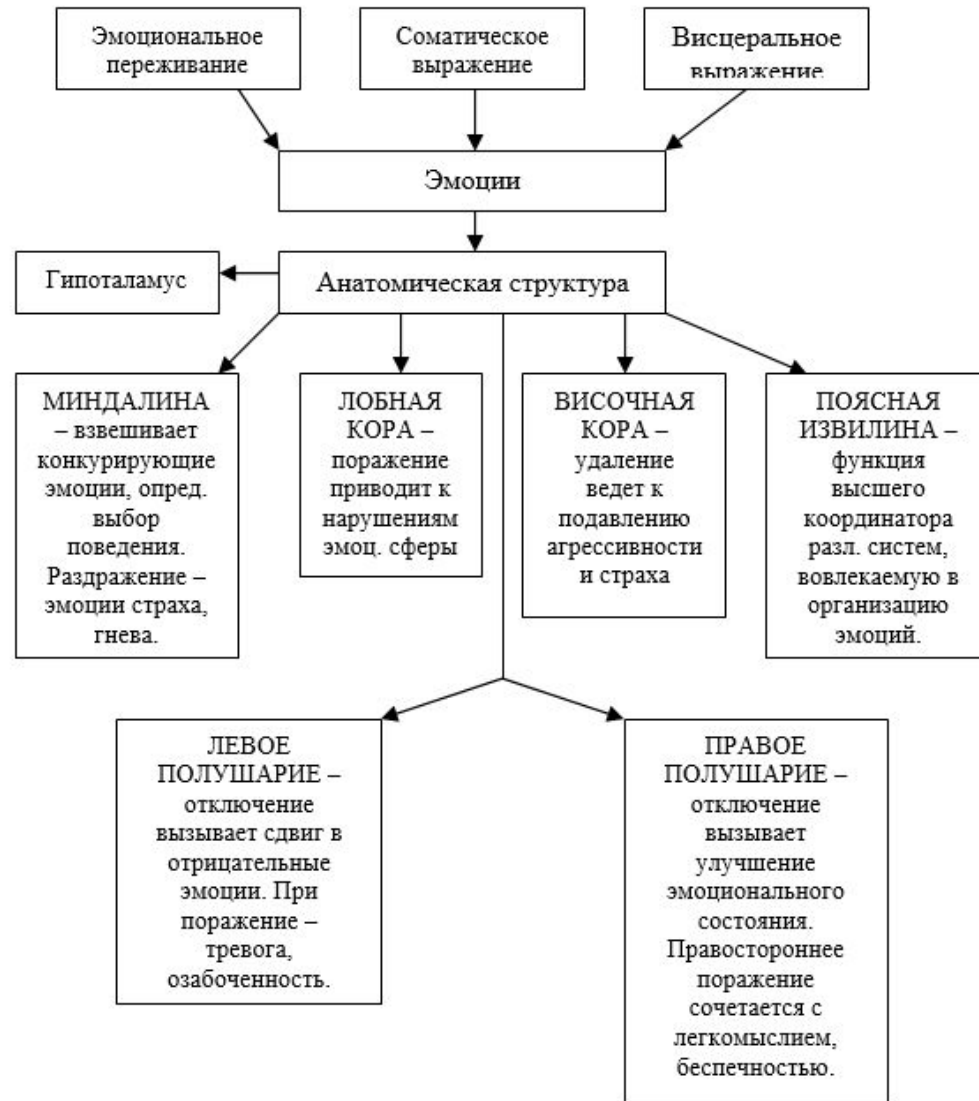 Эмоциональное
переживание
Соматическое
выражение
Висцеральное
выражение
Эмоции
Гипоталамус
Анатомическая структура
МИНДАЛИНА
– взвешивает
конкурирующие
эмоции, опред.
выбор
поведения.
Раздражение –
эмоции страха,
гнева.
ЛОБНАЯ
КОРА –
поражение
приводит к
нарушениям
эмоц. сферы
ВИСОЧНАЯ
КОРА –
удаление
ведет к
подавлению
агрессивности
и страха
ПОЯСНАЯ
ИЗВИЛИНА –
функция
высшего
координатора
разл. систем,
вовлекаемую в
организацию
эмоций.
ЛЕВОЕ
ПОЛУШАРИЕ –
отключение
вызывает сдвиг в
отрицательные
эмоции. При
поражение –
тревога,
озабоченность.
ПРАВОЕ
ПОЛУШАРИЕ –
отключение
вызывает
улучшение
эмоционального
состояния.
Правостороннее
поражение
сочетается с
легкомыслием,
беспечностью.